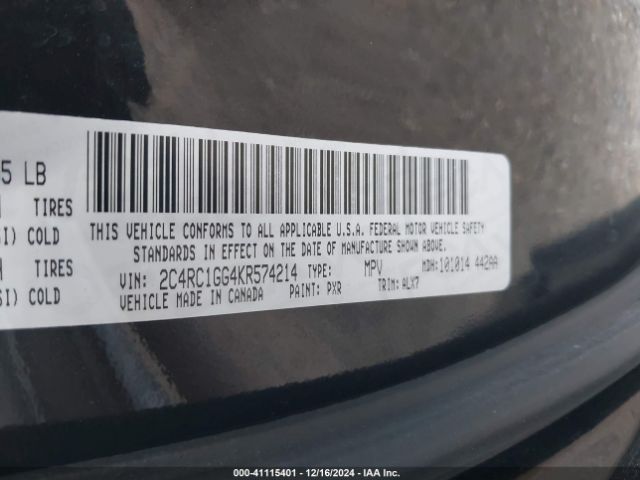 5 LB
TIRES
SI) COLD
TIRES
SI) COLD
THIS VEHICLE CONFORMS TO ALL APPLICABLE U.S.A. FEDERAL MOTOR VEHICLE SAFETY
STANDARDS IN EFFECT ON THE DATE OF MANUFACTURE SHOWN ABOVE.
VIN: 2C4RC1GG4KR574214 TYPE: MPV MDH: 101014 442AA
VEHICLE MADE IN CANADA PAINT: PXR TRIM: ALX7
000-41115401 - 12/16/2024 - IAA Inc.